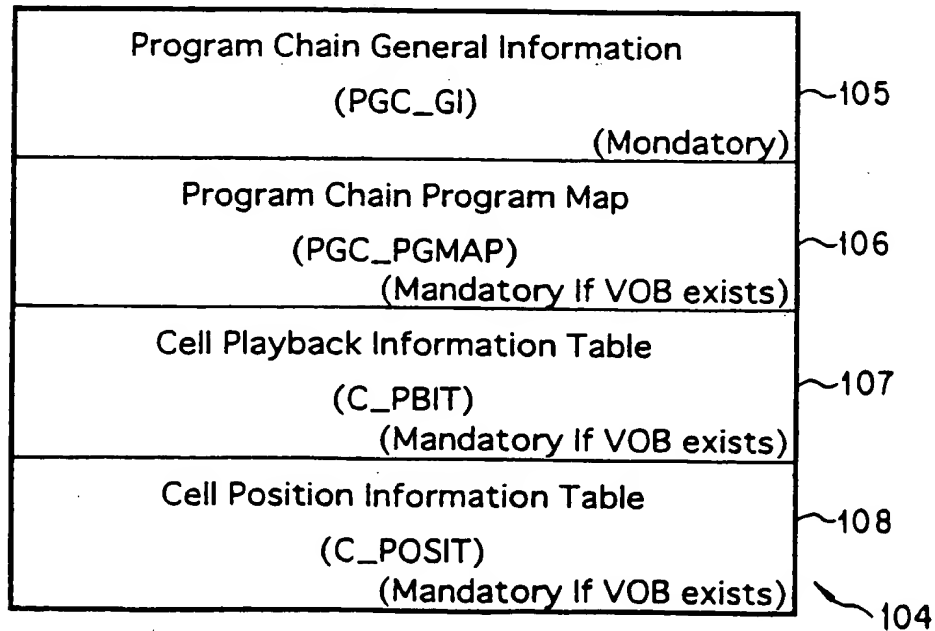 Program Chain General Information
(PGC_GI)
(Mondatory)
105
Program Chain Program Map
(PGC_PGMAP)
(Mandatory If VOB exists)
106
Cell Playback Information Table
(C_PBIT)
(Mandatory If VOB exists)
107
Cell Position Information Table
(C_POSIT)
(Mandatory If VOB exists)
108
104